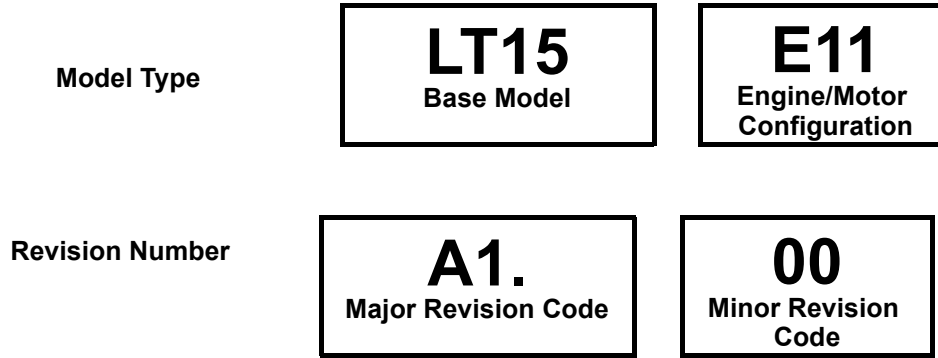 Model Type
LT15
Base Model
E11
Engine/Motor
Configuration
Revision Number
A1.
Major Revision Code
00
Minor Revision
Code